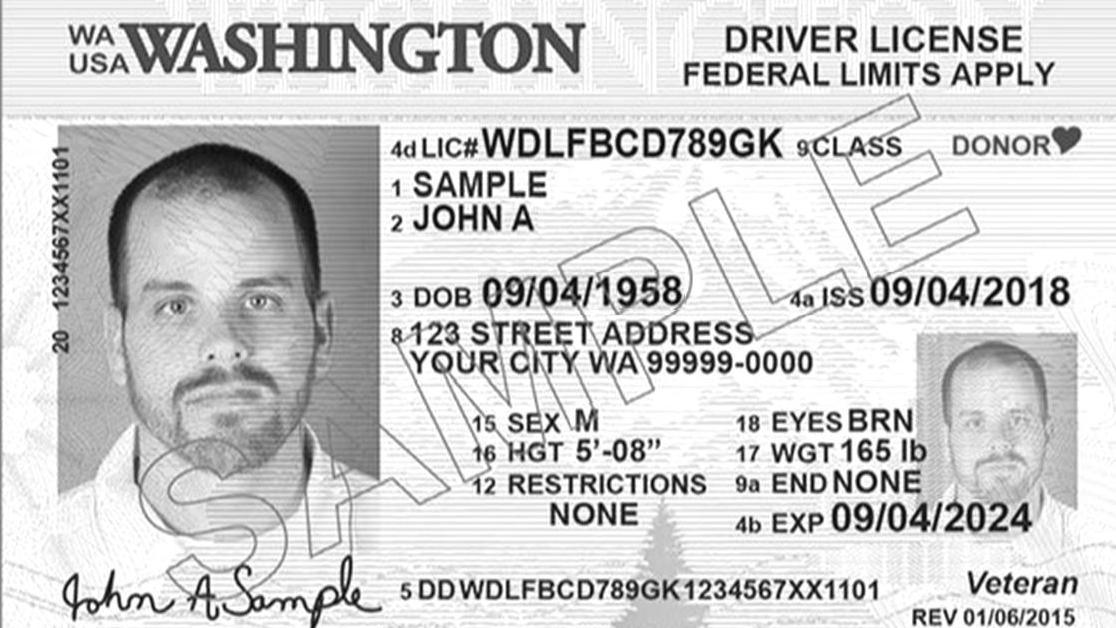 WA WASHINGTON
USA
DRIVER LICENSE
FEDERAL LIMITS APPLY
20 1234567XX1101
4d LIC# WDLFBCD789GK 9 CLASS DONOR
1 SAMPLE
2 JOHN A
3 DOB 09/04/1958 4a ISS 09/04/2018
8 123 STREET ADDRESS
YOUR CITY WA 99999-0000
15 SEX M 18 EYES BRN
16 HGT 5'-08" 17 WGT 165 lb
12 RESTRICTIONS 9a END NONE
NONE
4b EXP 09/04/2024
SAMPLE
John A Sample
5 DD WDLFBCD789GK1234567XX1101
Veteran
REV 01/06/2015